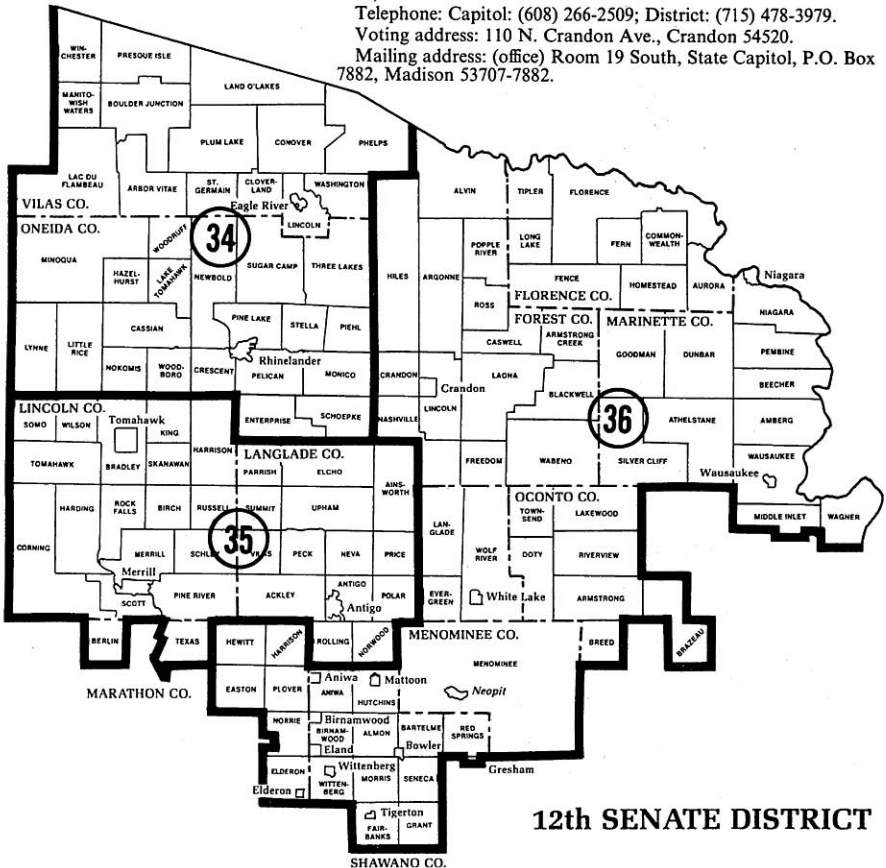 Telephone: Capitol: (608) 266-2509; District: (715) 478-3979.
Voting address: 110 N. Crandon Ave., Crandon 54520.
Mailing address: (office) Room 19 South, State Capitol, P.O. Box
7882, Madison 53707-7882.
WIN-
CHESTER
PRESQUE ISLE
LAND O'LAKES
MANITO-
WISH
WATERS
BOULDER JUNCTION
PLUM LAKE
CONOVER
PHELPS
LAC DU
FLAMBEAU
ARBOR VITAE
ST.
GERMAIN
CLOVER-
LAND
WASHINGTON
Eagle River
LINCOLN
VILAS CO.
ONEIDA CO.
34
MINOQUA
WOODRUFF
HAZEL-
HURST
LAKE
TOMAHAWK
NEWBOLD
SUGAR CAMP
THREE LAKES
CASSIAN
PINE LAKE
STELLA
PIEHL
LYNNE
LITTLE
RICE
Rhinelander
NOKOMIS
WOOD-
BORO
CRESCENT
PELICAN
MONICO
ENTERPRISE
SCHOEPKE
ALVIN
TIPLER
FLORENCE
POPPLE
RIVER
LONG
LAKE
FERN
COMMON-
WEALTH
HILES
ARGONNE
FENCE
HOMESTEAD
AURORA
Niagara
FLORENCE CO.
ROSS
FOREST CO.
MARINETTE CO.
NIAGARA
CASWELL
ARMSTRONG
CREEK
GOODMAN
DUNBAR
PEMBINE
CRANDON
Crandon
LAONA
BLACKWELL
BEECHER
NASHVILLE
LINCOLN
36
ATHELSTANE
AMBERG
FREEDOM
WABENO
SILVER CLIFF
WAUSAUKEE
Wausaukee
MIDDLE INLET
WAGNER
LINCOLN CO.
SOMO
WILSON
Tomahawk
KING
HARRISON
TOMAHAWK
BRADLEY
SKANAWAN
LANGLADE CO.
PARRISH
ELCHO
AINS-
WORTH
HARDING
ROCK
FALLS
BIRCH
RUSSELL
SUMMIT
UPHAM
35
CORNING
MERRILL
SCHLEY
VILAS
PECK
NEVA
PRICE
Merrill
SCOTT
PINE RIVER
ACKLEY
ANTIGO
Antigo
POLAR
OCONTO CO.
LAN-
GLADE
TOWN-
SEND
LAKEWOOD
WOLF
RIVER
DOTY
RIVERVIEW
EVER-
GREEN
White Lake
ARMSTRONG
BERLIN
TEXAS
HEWITT
HARRISON
ROLLING
NORWOOD
MENOMINEE CO.
BREED
BRAZEAU
MENOMINEE
Neopit
MARATHON CO.
EASTON
PLOVER
Aniwa
ANIWA
Mattoon
HUTCHINS
NORRIE
Birnamwood
BIRNAM-
WOOD
ALMON
BARTELME
RED
SPRINGS
Eland
Bowler
ELDERON
Wittenberg
WITTEN-
BERG
MORRIS
SENECA
Gresham
Elderon
Tigerton
FAIR-
BANKS
GRANT
SHAWANO CO.
12th SENATE DISTRICT